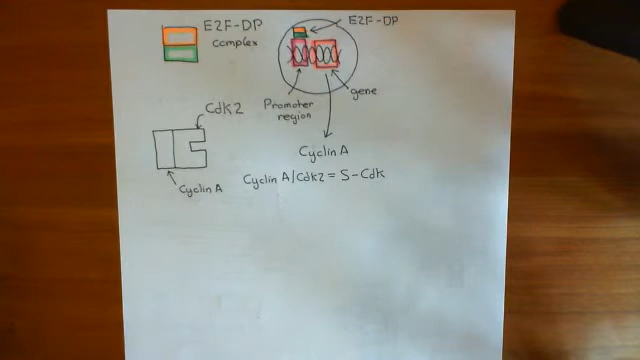 E2F-DP
complex
E2F-DP
Promoter
region
gene
Cdk2
Cyclin A
Cyclin A
Cyclin A/Cdk2 = S-Cdk